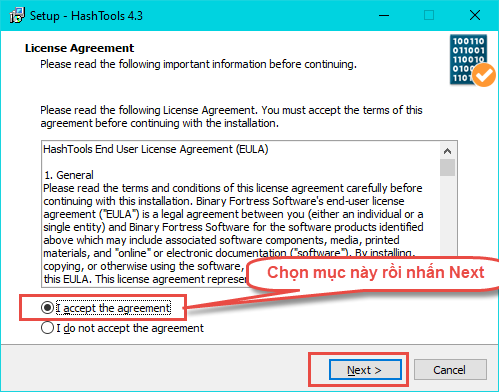 Setup - HashTools 4.3
License Agreement
Please read the following important information before continuing.
100110
01101
110010
01001
Please read the following License Agreement. You must accept the terms of this
agreement before continuing with the installation.
HashTools End User License Agreement (EULA)
1. General
Please read the terms and conditions of this license agreement carefully before
continuing with this installation. Binary Fortress Software's end-user license
agreement ("EULA") is a legal agreement between you (either an individual or a
single entity) and Binary Fortress Software for the software products identified
above which may include associated software components, media, printed
materials, and "online" or electronic documentation ("software"). By installing,
copying, or otherwise using the software,
this EULA. This license agreement
Chọn mục này rồi nhấn Next
I accept the agreement
I do not accept the agreement
Next >
Cancel